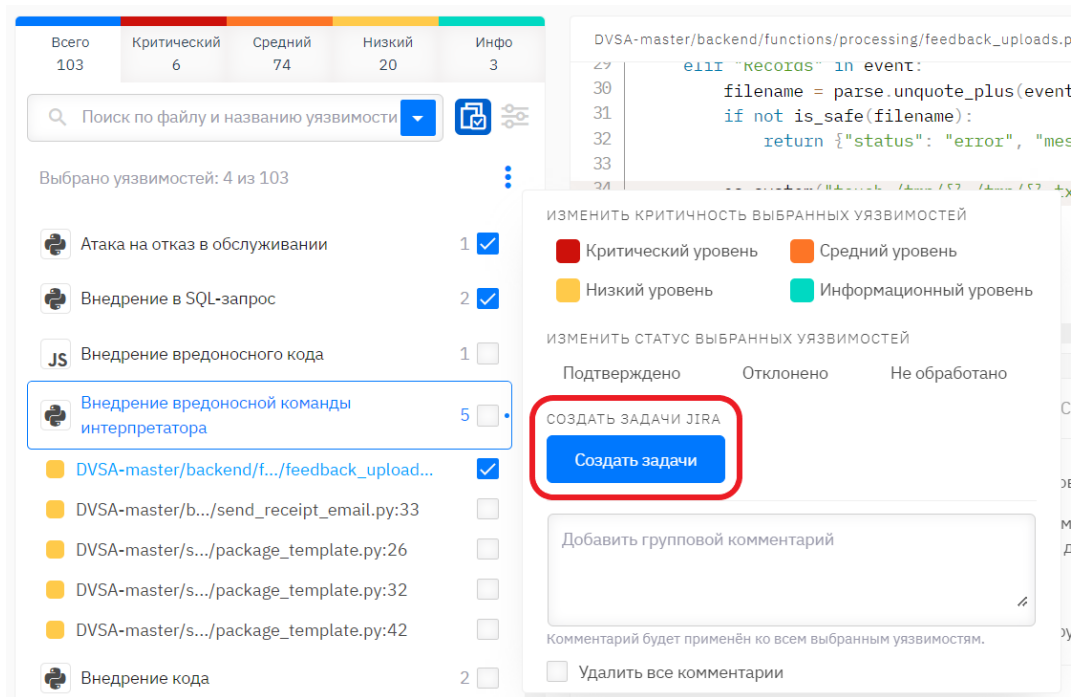 Всего
103
Критический
6
Средний
74
Низкий
20
Инфо
3
Поиск по файлу и названию уязвимости
Выбрано уязвимостей: 4 из 103
Атака на отказ в обслуживании 1
Внедрение в SQL-запрос 2
JS Внедрение вредоносного кода 1
Внедрение вредоносной команды
интерпретатора 5
DVSA-master/backend/f.../feedback_upload...
DVSA-master/b.../send_receipt_email.py:33
DVSA-master/s.../package_template.py:26
DVSA-master/s.../package_template.py:32
DVSA-master/s.../package_template.py:42
Внедрение кода 2
DVSA-master/backend/functions/processing/feedback_uploads.p
29 elif "Records" in event:
30 filename = parse.unquote_plus(event
31 if not is_safe(filename):
32 return {"status": "error", "mes
33
34
ИЗМЕНИТЬ КРИТИЧНОСТЬ ВЫБРАННЫХ УЯЗВИМОСТЕЙ
Критический уровень Средний уровень
Низкий уровень Информационный уровень
ИЗМЕНИТЬ СТАТУС ВЫБРАННЫХ УЯЗВИМОСТЕЙ
Подтверждено Отклонено Не обработано
СОЗДАТЬ ЗАДАЧИ JIRA
Создать задачи
Добавить групповой комментарий
Комментарий будет применён ко всем выбранным уязвимостям.
Удалить все комментарии